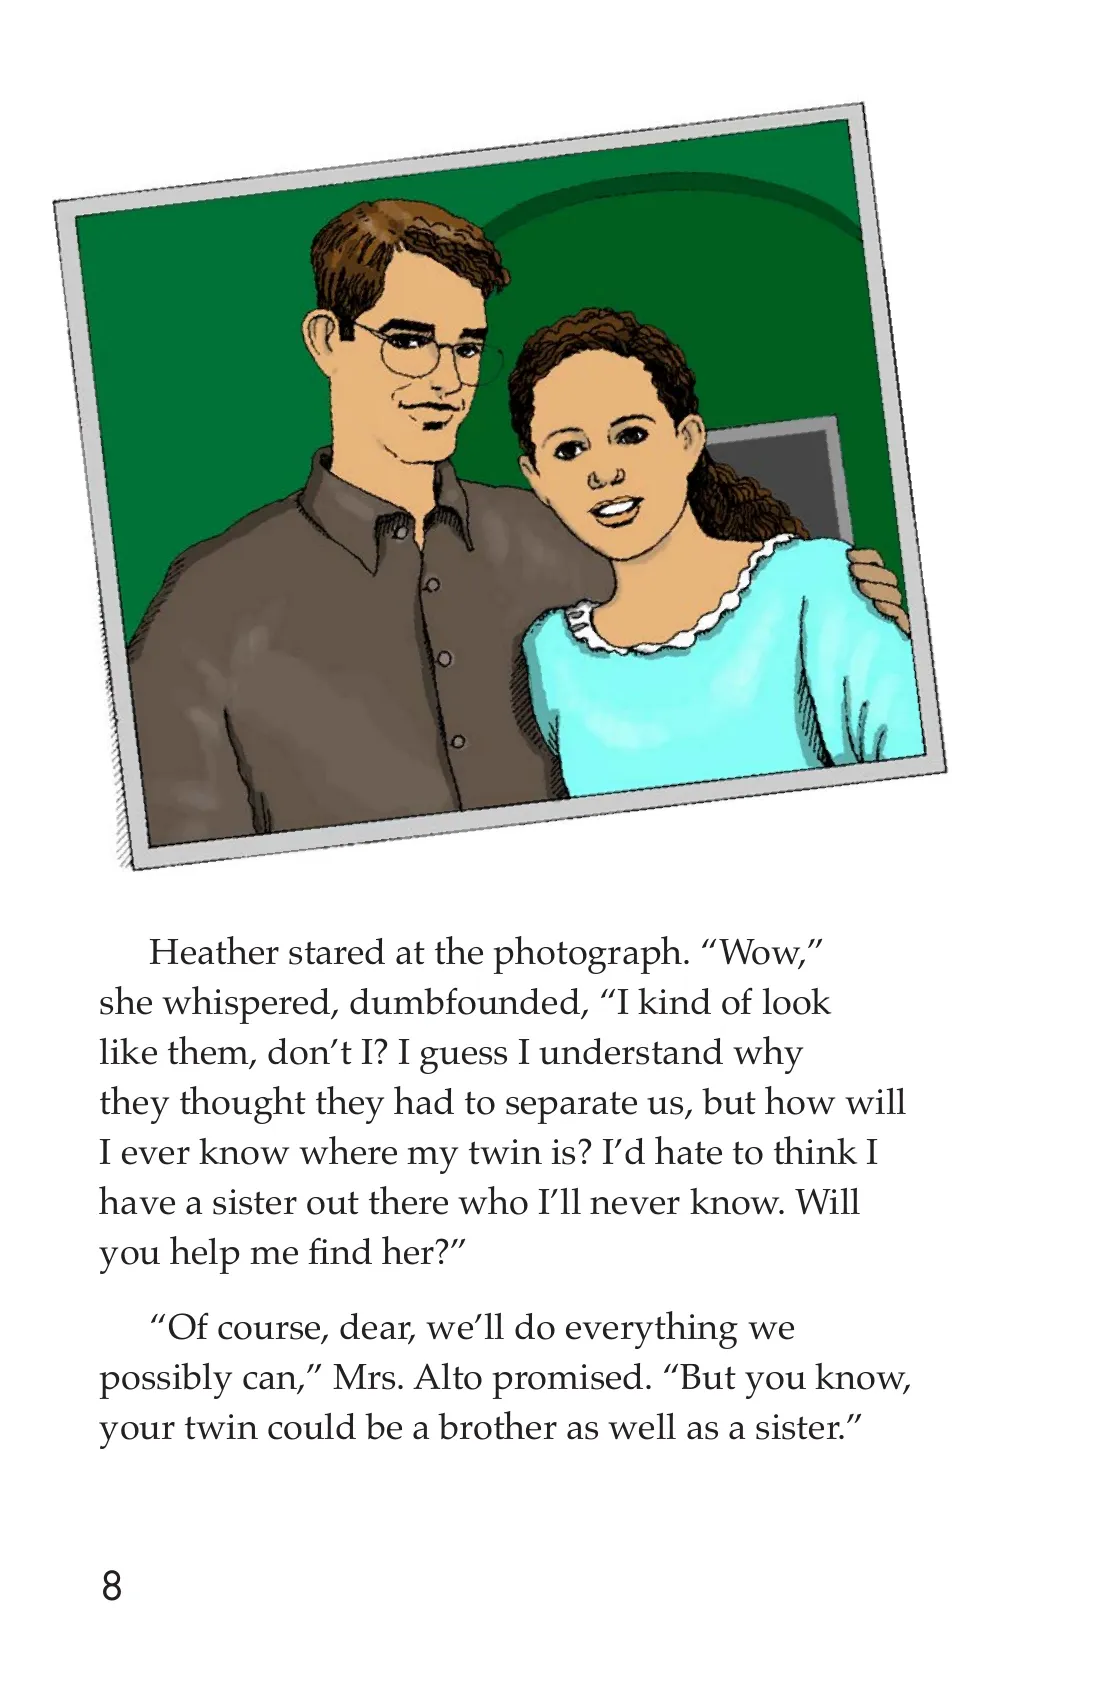 Heather stared at the photograph. “Wow,”
she whispered, dumbfounded, “I kind of look
like them, don’t I? I guess I understand why
they thought they had to separate us, but how will
I ever know where my twin is? I’d hate to think I
have a sister out there who I’ll never know. Will
you help me find her?”
“Of course, dear, we’ll do everything we
possibly can,” Mrs. Alto promised. “But you know,
your twin could be a brother as well as a sister.”
8